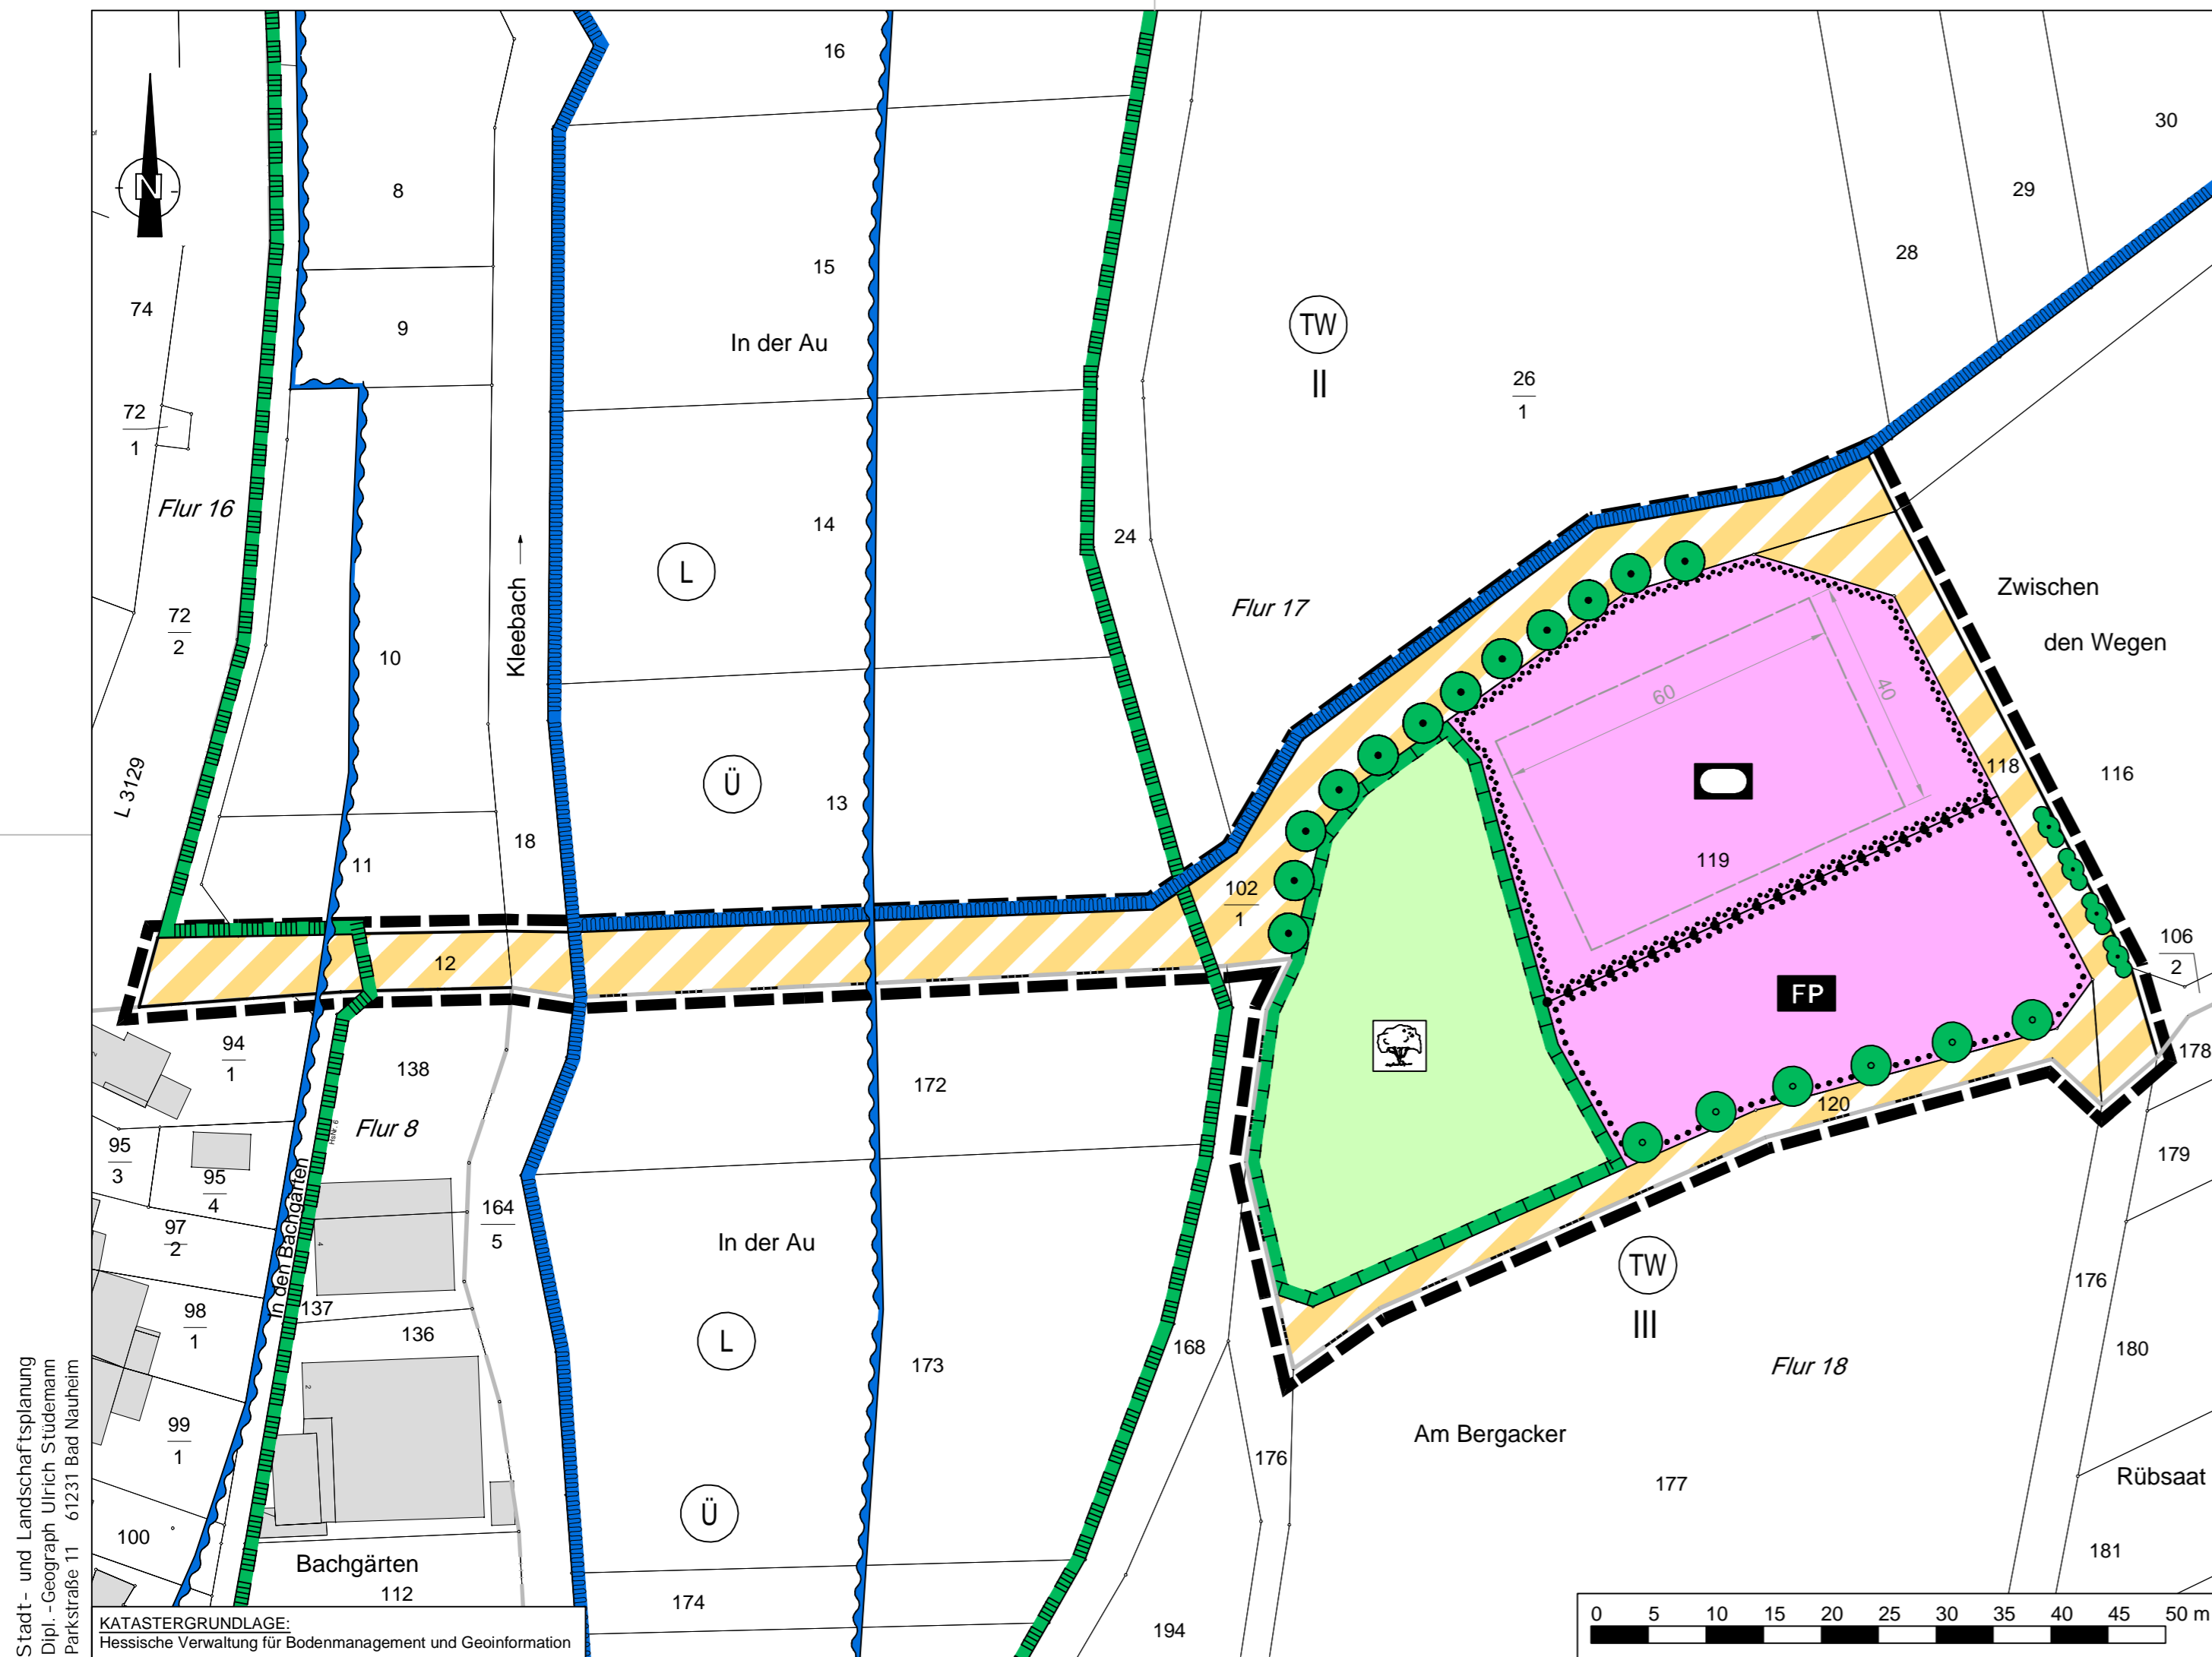 16
30
N
8
29
28
15
74
9
In der Au
TW
II
26
1
72
1
Flur 16
14
24
L
Kleebach
Flur 17
Zwischen
den Wegen
72
2
10
60
40
L 3129
Ü
13
118
116
18
11
119
102
1
12
106
2
FP
94
1
138
172
178
Flur 8
120
95
3
95
4
179
In den Bachgärten
164
5
97
2
In der Au
TW
III
176
137
98
1
136
L
168
173
180
Flur 18
99
1
Am Bergacker
176
177
Rübsaat
Ü
100
181
Bachgärten
112
174
194
KATASTERGRUNDLAGE:
Hessische Verwaltung für Bodenmanagement und Geoinformation
0 5 10 15 20 25 30 35 40 45 50 m
Stadt- und Landschaftsplanung
Dipl.-Geograph Ulrich Stüdemann
Parkstraße 11 61231 Bad Nauheim